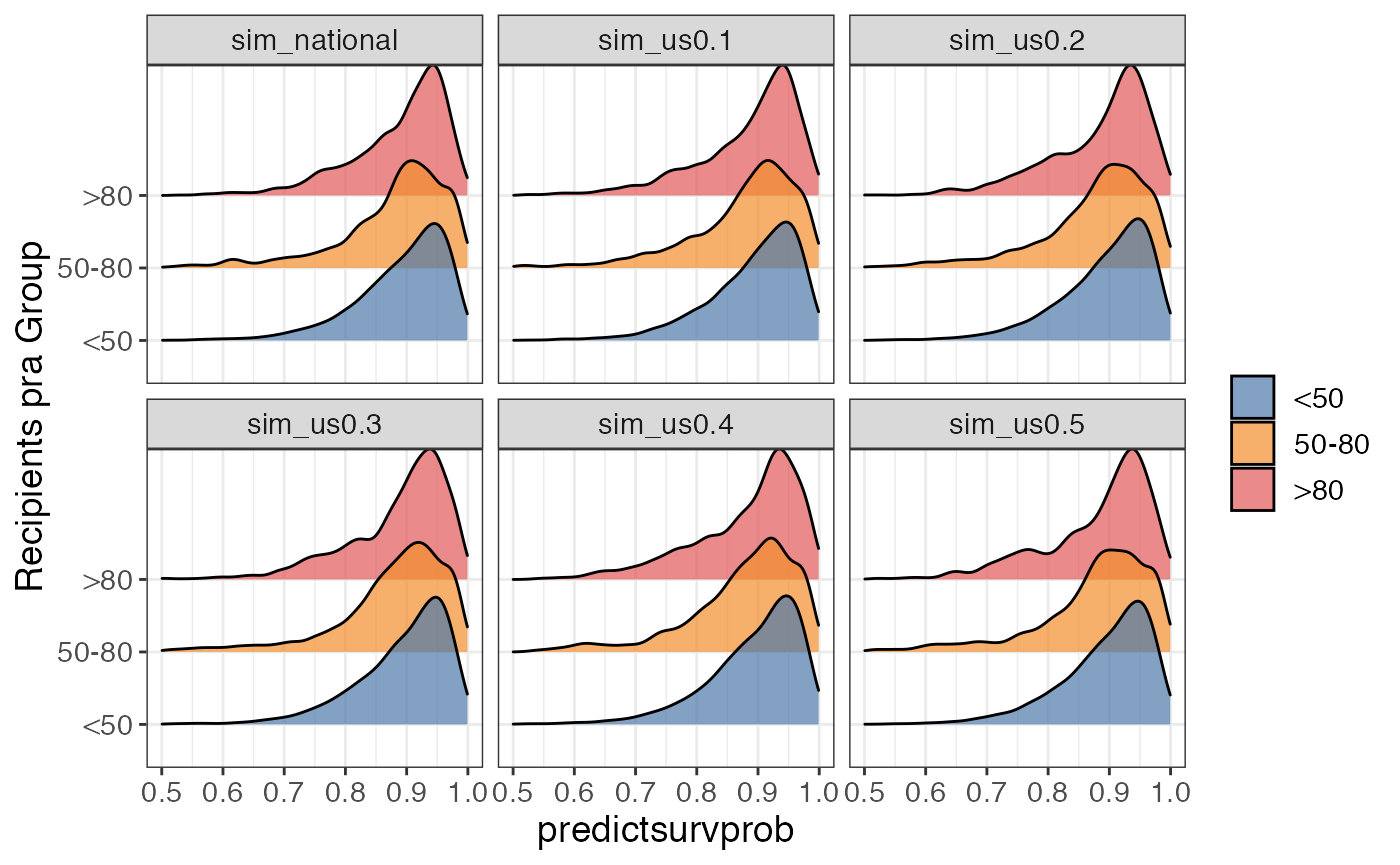 sim_national sim_us0.1 sim_us0.2
>80
50-80
<50
sim_us0.3 sim_us0.4 sim_us0.5
>80
50-80
<50
0.5 0.6 0.7 0.8 0.9 1.0 0.5 0.6 0.7 0.8 0.9 1.0 0.5 0.6 0.7 0.8 0.9 1.0
predictsurvprob
Recipients pra Group
<50
50-80
>80